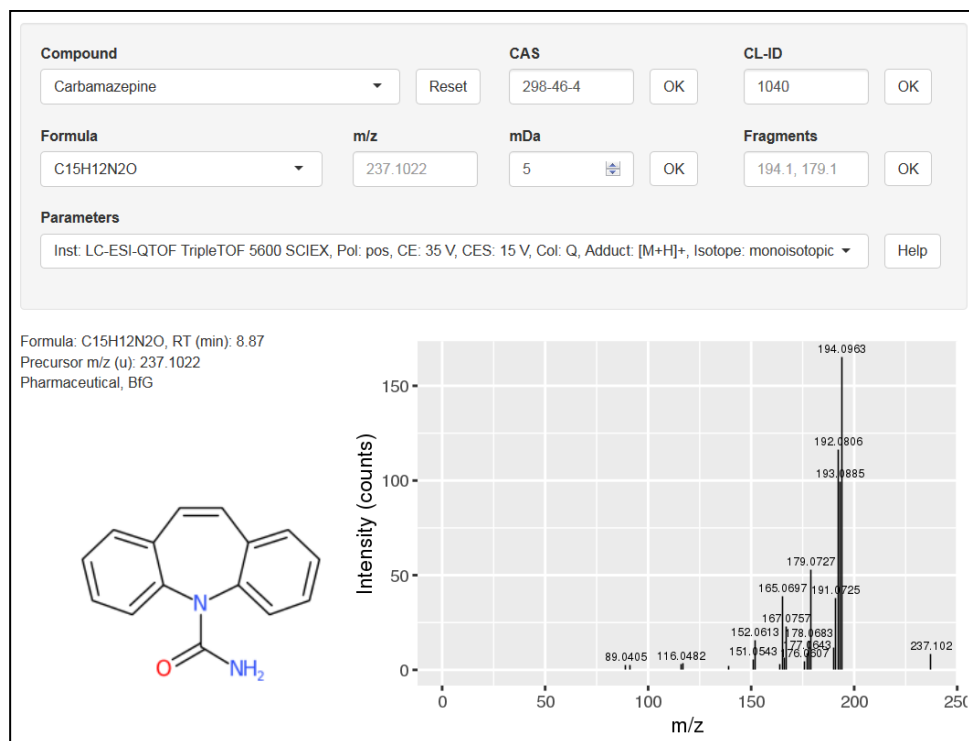 Compound CAS CL-ID
Carbamazepine Reset 298-46-4 OK 1040 OK
Formula m/z mDa Fragments
C15H12N2O 237.1022 5 OK 194.1, 179.1 OK
Parameters
Inst: LC-ESI-QTOF TripleTOF 5600 SCIEX, Pol: pos, CE: 35 V, CES: 15 V, Col: Q, Adduct: [M+H]+, Isotope: monoisotopic Help
Formula: C15H12N2O, RT (min): 8.87
Precursor m/z (u): 237.1022
Pharmaceutical, BfG
N
O NH2
Intensity (counts)
150
100
50
0
194.0963
192.0806
193.0885
179.0727
191.0725
165.0697
167.0757
178.0683
152.0613
177.0643
151.0543
176.0607
89.0405
116.0482
237.102
0 50 100 150 200 250
m/z